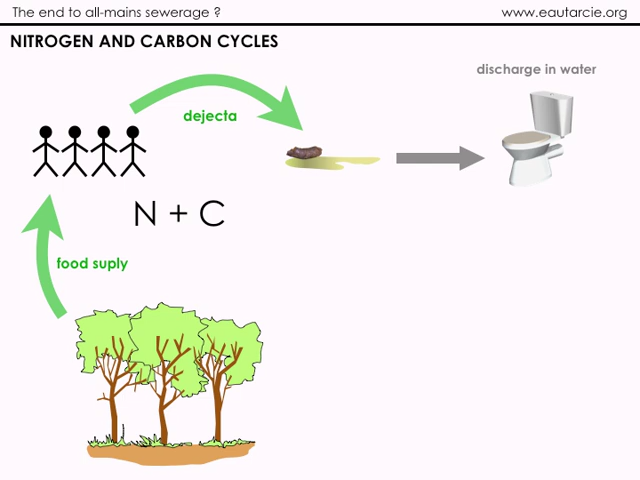 The end to all-mains sewerage ?
www.eautarcie.org
NITROGEN AND CARBON CYCLES
discharge in water
dejecta
N + C
food suply